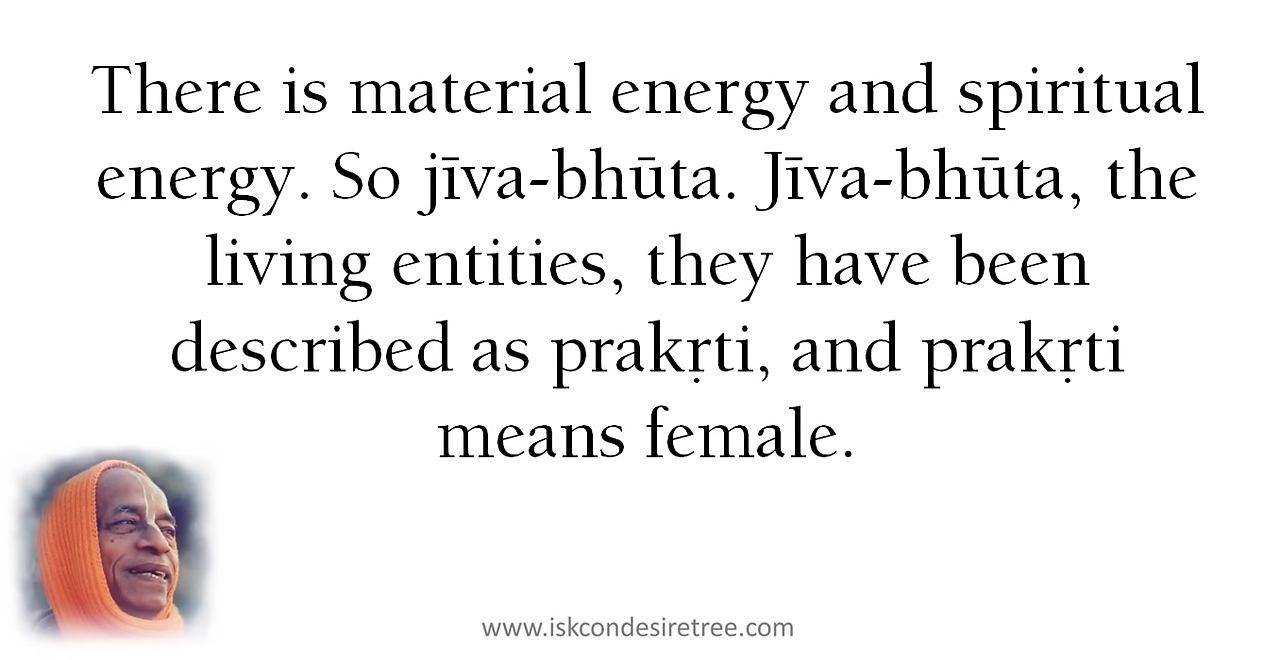 There is material energy and spiritual
energy. So jīva-bhūta. Jīva-bhūta, the
living entities, they have been
described as prakṛti, and prakṛti
means female.
www.iskcondesiretree.com